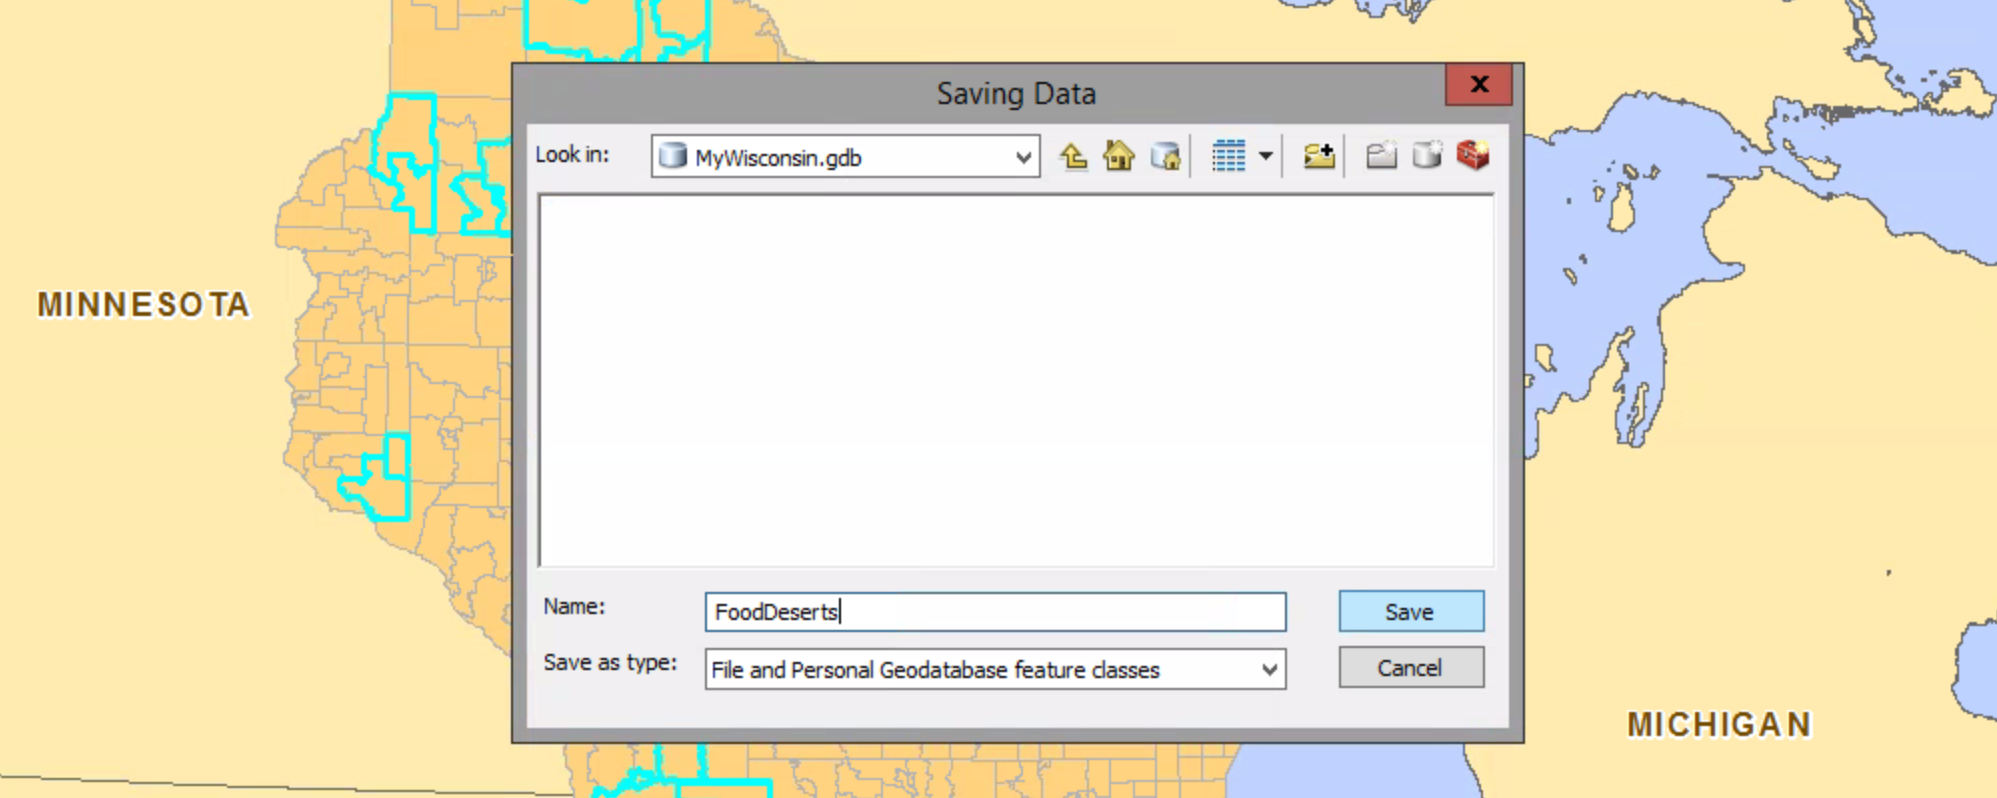 Saving Data
x
Look in:
MyWisconsin.gdb
MINNESOTA
Name:
FoodDeserts
Save
Save as type:
File and Personal Geodatabase feature classes
Cancel
MICHIGAN